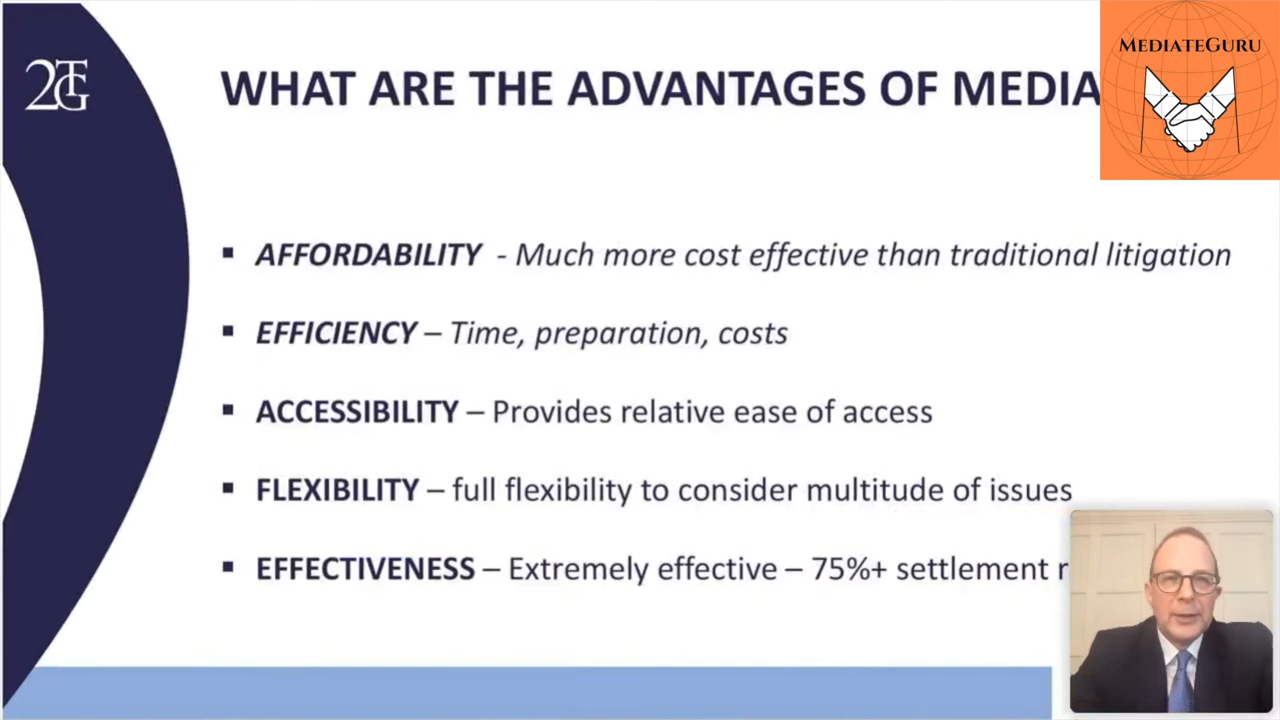 2TG
WHAT ARE THE ADVANTAGES OF MEDIA
MEDIATEGURU
▪ AFFORDABILITY - Much more cost effective than traditional litigation
▪ EFFICIENCY – Time, preparation, costs
▪ ACCESSIBILITY – Provides relative ease of access
▪ FLEXIBILITY – full flexibility to consider multitude of issues
▪ EFFECTIVENESS – Extremely effective – 75%+ settlement r